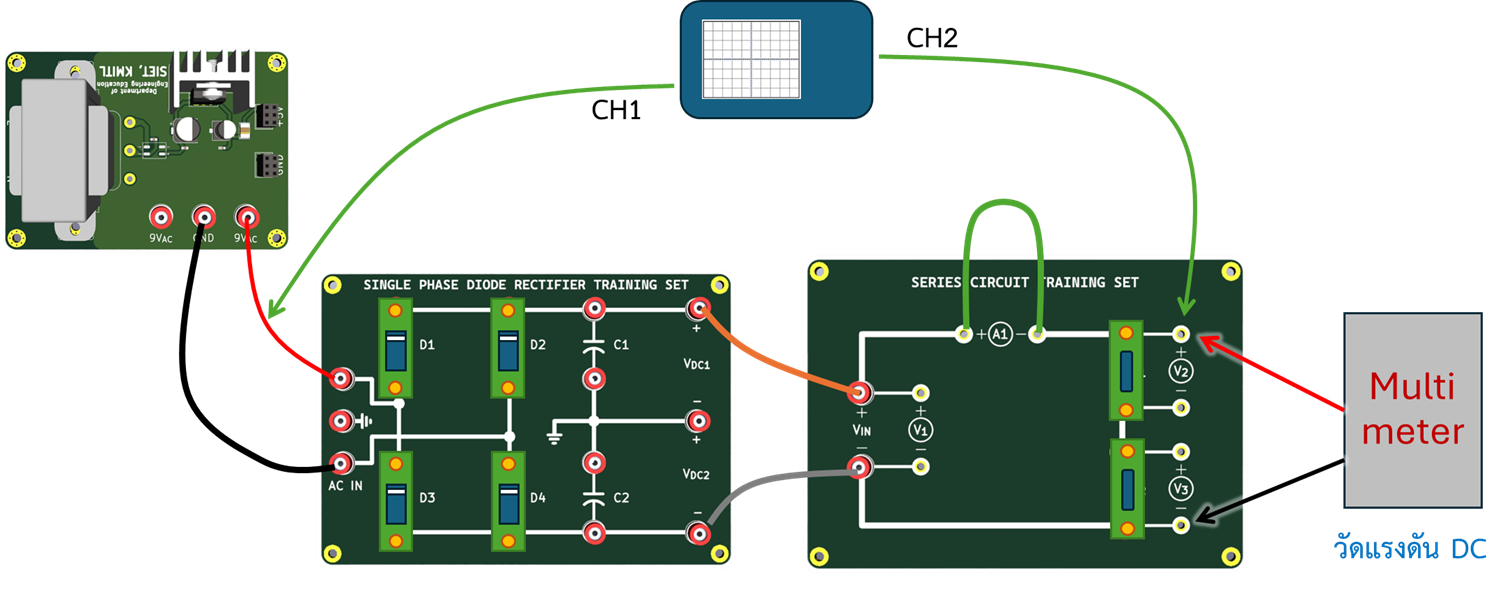 CH1
CH2
SIET, KMITL
Department of
Engineering Education
+5V
GND
9VAC
GND
9VAC
SINGLE PHASE DIODE RECTIFIER TRAINING SET
D1
D2
C1
+
VDC1
−
+
VDC2
−
AC IN
D3
D4
C2
SERIES CIRCUIT TRAINING SET
+ A1 −
+
VIN
−
+
V1
−
+
V2
−
+
V3
−
Multi
meter
วัดแรงดัน DC